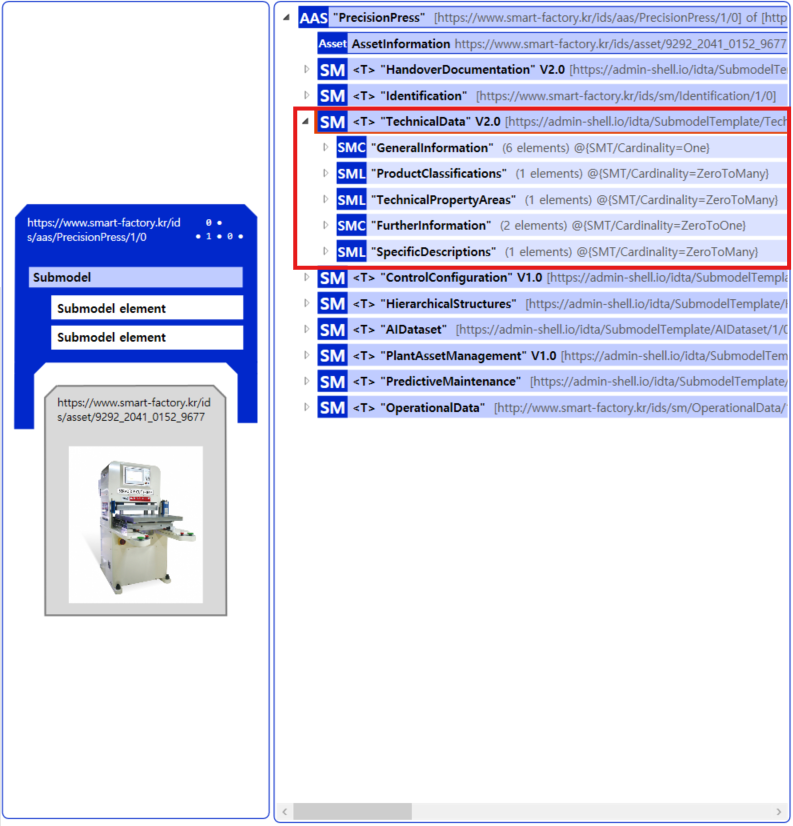 https://www.smart-factory.kr/id
s/aas/PrecisionPress/1/0
Submodel
Submodel element
Submodel element
https://www.smart-factory.kr/id
s/asset/9292_2041_0152_9677
AAS "PrecisionPress" [https://www.smart-factory.kr/ids/aas/PrecisionPress/1/0] of [http
Asset AssetInformation https://www.smart-factory.kr/ids/asset/9292_2041_0152_9677
SM <T> "HandoverDocumentation" V2.0 [https://admin-shell.io/idta/SubmodelTe
SM <T> "Identification" [https://www.smart-factory.kr/ids/sm/Identification/1/0]
SM <T> "TechnicalData" V2.0 [https://admin-shell.io/idta/SubmodelTemplate/Tech
SMC "GeneralInformation" (6 elements) @{SMT/Cardinality=One}
SML "ProductClassifications" (1 elements) @{SMT/Cardinality=ZeroToMany}
SML "TechnicalPropertyAreas" (1 elements) @{SMT/Cardinality=ZeroToMany}
SMC "FurtherInformation" (2 elements) @{SMT/Cardinality=ZeroToOne}
SML "SpecificDescriptions" (1 elements) @{SMT/Cardinality=ZeroToMany}
SM <T> "ControlConfiguration" V1.0 [https://admin-shell.io/idta/SubmodelTempla
SM <T> "HierarchicalStructures" [https://admin-shell.io/idta/SubmodelTemplate/
SM <T> "AIDataset" [https://admin-shell.io/idta/SubmodelTemplate/AIDataset/1/0
SM <T> "PlantAssetManagement" V1.0 [https://admin-shell.io/idta/SubmodelTem
SM <T> "PredictiveMaintenance" [https://admin-shell.io/idta/SubmodelTemplate/
SM <T> "OperationalData" [http://www.smart-factory.kr/ids/sm/OperationalData/